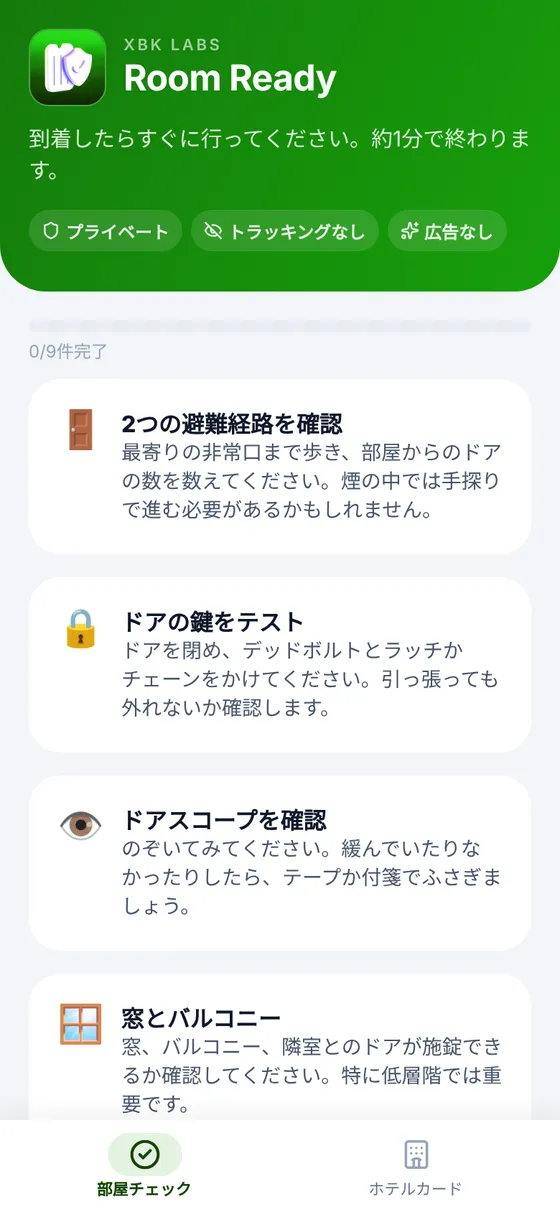 XBK LABS
Room Ready
到着したらすぐに行ってください。約1分で終わりま
す。
プライベート
トラッキングなし
広告なし
0/9件完了
2つの避難経路を確認
最寄りの非常口まで歩き、部屋からのドア
の数を数えてください。煙の中では手探り
で進む必要があるかもしれません。
ドアの鍵をテスト
ドアを閉め、デッドボルトとラッチか
チェーンをかけてください。引っ張っても
外れないか確認します。
ドアスコープを確認
のぞいてみてください。緩んでいたりな
かったりしたら、テープか付箋でふさぎま
しょう。
窓とバルコニー
窓、バルコニー、隣室とのドアが施錠でき
るか確認してください。特に低層階では重
要です。
部屋チェック
ホテルカード